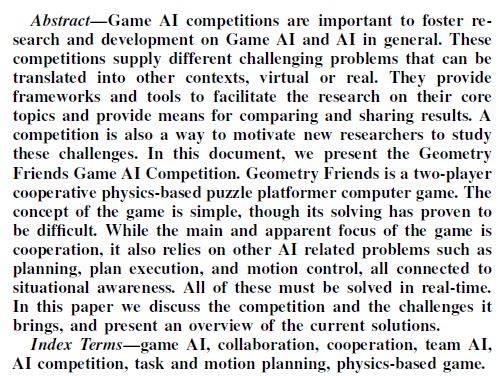 Abstract—Game AI competitions are important to foster re-
search and development on Game AI and AI in general. These
competitions supply different challenging problems that can be
translated into other contexts, virtual or real. They provide
frameworks and tools to facilitate the research on their core
topics and provide means for comparing and sharing results. A
competition is also a way to motivate new researchers to study
these challenges. In this document, we present the Geometry
Friends Game AI Competition. Geometry Friends is a two-player
cooperative physics-based puzzle platformer computer game. The
concept of the game is simple, though its solving has proven to
be difficult. While the main and apparent focus of the game is
cooperation, it also relies on other AI related problems such as
planning, plan execution, and motion control, all connected to
situational awareness. All of these must be solved in real-time.
In this paper we discuss the competition and the challenges it
brings, and present an overview of the current solutions.
Index Terms—game AI, collaboration, cooperation, team AI,
AI competition, task and motion planning, physics-based game.